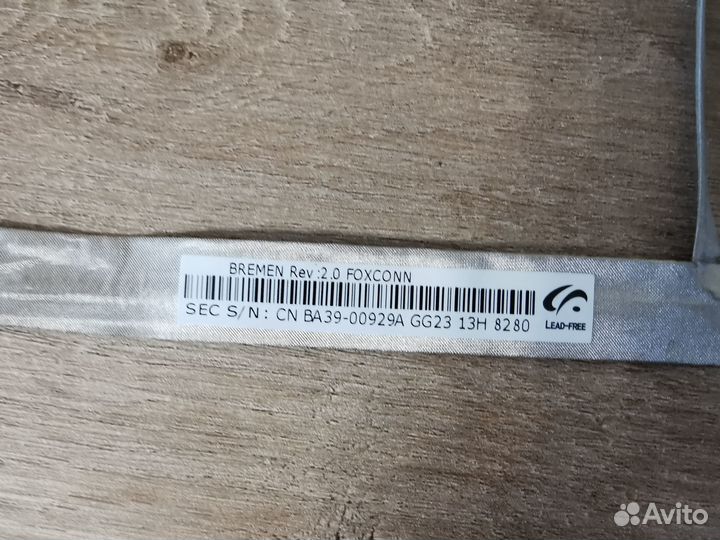 BREMEN Rev :2.0 FOXCONN
SEC S/N: CN BA39-00929A GG23 13H 8280
LEAD-FREE
Avito